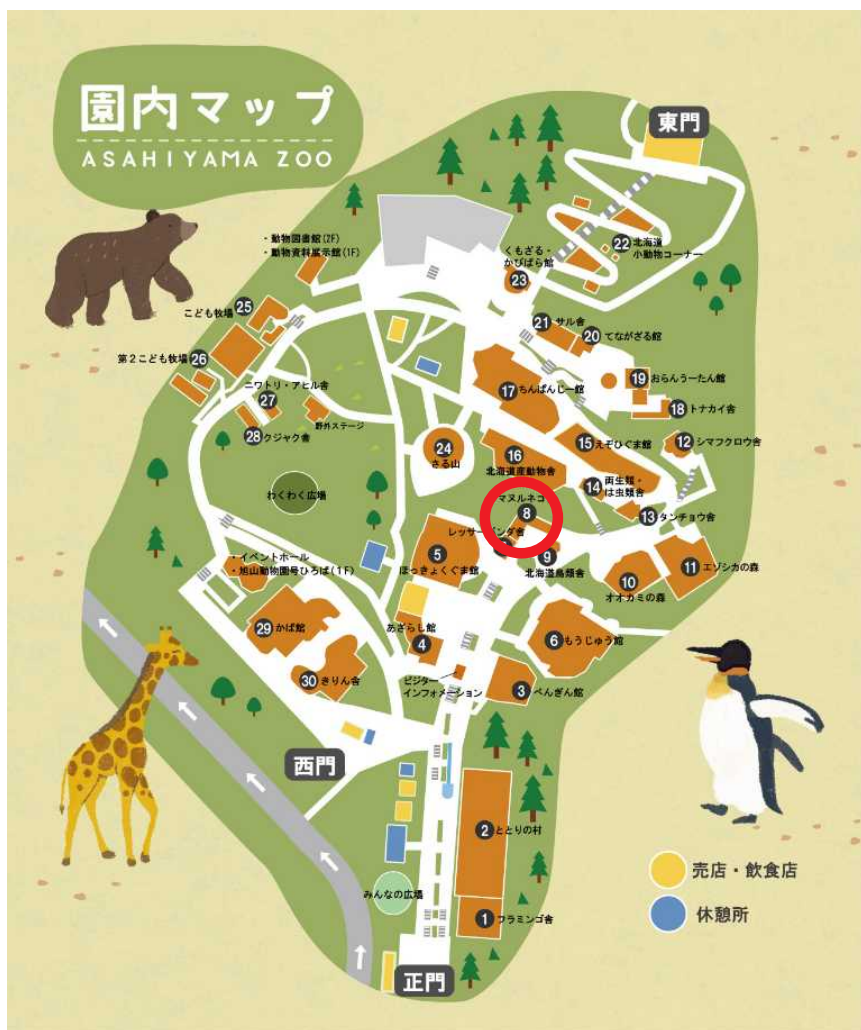 園内マップ
ASAHIYAMA ZOO
東門
・動物図書館(2F)
・動物資料展示館(1F)
くもざる・
かぴばら館
23
22 北海道
小動物コーナー
こども牧場
25
21 サル舎
20 てながざる館
第2こども牧場 26
ニワトリ・アヒル舎
27
28 クジャク舎
野外ステージ
17 ちんぱんじー館
19 おらんうーたん館
18 トナカイ舎
24
さる山
15 えぞひぐま館
12 シマフクロウ舎
16
北海道産動物舎
14 両生類・
は虫類舎
わくわく広場
マヌルネコ
8
13 タンチョウ舎
レッサーパンダ舎
5
ほっきょくぐま館
9
北海道鳥類舎
10
オオカミの森
11 エゾシカの森
・イベントホール
・旭山動物園号ひろば(1F)
29 かば館
あざらし館
4
6 もうじゅう館
30 きりん舎
ビジター
インフォメーション
3 ぺんぎん館
西門
2 ととりの村
みんなの広場
1 フラミンゴ舎
正門
売店・飲食店
休憩所